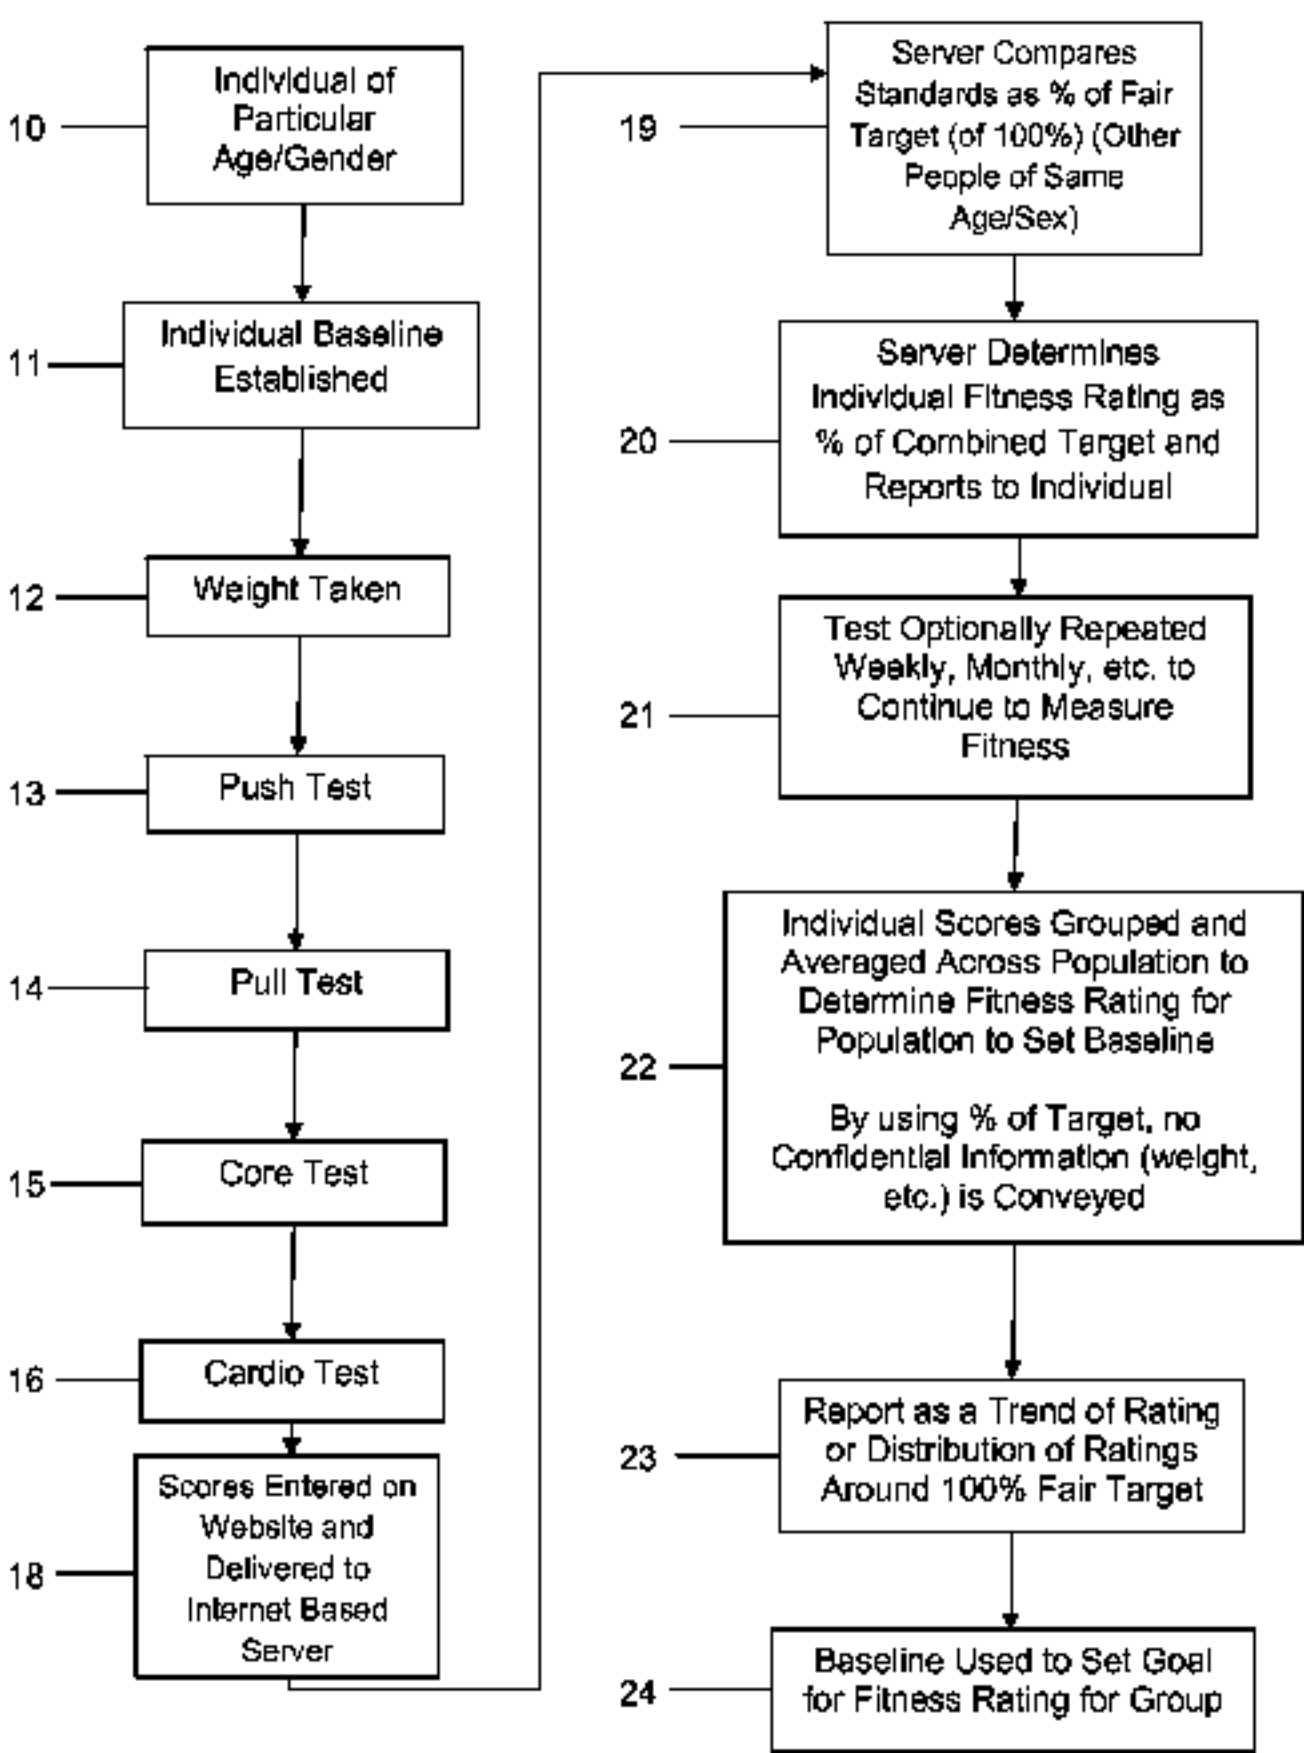 10
Individual of
Particular
Age/Gender
11
Individual Baseline
Established
12
Weight Taken
13
Push Test
14
Pull Test
15
Core Test
16
Cardio Test
18
Scores Entered on
Website and
Delivered to
Internet Based
Server
19
Server Compares
Standards as % of Fair
Target (of 100%) (Other
People of Same
Age/Sex)
20
Server Determines
Individual Fitness Rating as
% of Combined Target and
Reports to Individual
21
Test Optionally Repeated
Weekly, Monthly, etc. to
Continue to Measure
Fitness
22
Individual Scores Grouped and
Averaged Across Population to
Determine Fitness Rating for
Population to Set Baseline
By using % of Target, no
Confidential Information (weight,
etc.) is Conveyed
23
Report as a Trend of Rating
or Distribution of Ratings
Around 100% Fair Target
24
Baseline Used to Set Goal
for Fitness Rating for Group